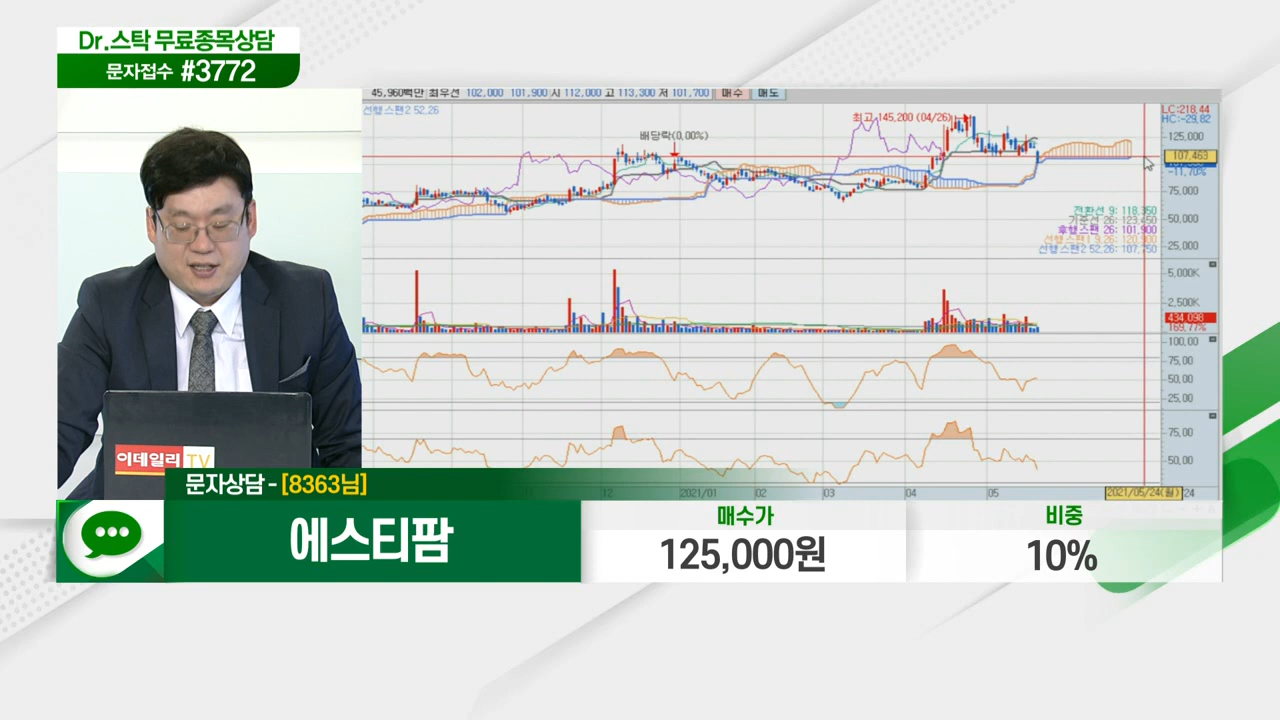 Dr.스탁 무료종목상담
문자접수 #3772
45,960백만 최우선 102,000 101,900 시 112,000 고 113,300 저 101,700 매수 매도
선행스팬2 52,26
최고 145,200 (04/26)
배당락(0,00%)
LC:218,44
HC:-29,82
125,000
107,463
-11,70%
75,000
50,000
25,000
전환선 9: 118,350
기준선 26: 123,450
후행스팬 26: 101,900
선행스팬1 9,26: 120,900
선행스팬2 52,26: 107,750
5,000K
2,500K
434,098
169,77%
100,00
75,00
50,00
25,00
75,00
50,00
12
2021/01
02
03
04
05
2021/05/24(월)
24
이데일리 TV
문자상담 - [8363님]
에스티팜
매수가
125,000원
비중
10%